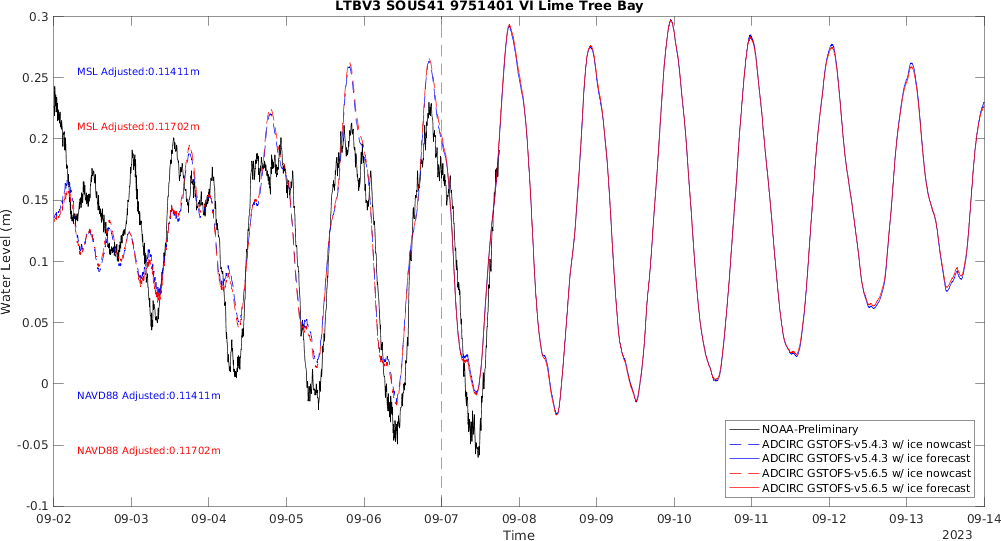 LTBV3 SOUS41 9751401 VI Lime Tree Bay
0.3
0.25
0.2
0.15
0.1
0.05
0
-0.05
-0.1
Water Level (m)
MSL Adjusted:0.11411m
MSL Adjusted:0.11702m
NAVD88 Adjusted:0.11411m
NAVD88 Adjusted:0.11702m
NOAA-Preliminary
ADCIRC GSTOFS-v5.4.3 w/ ice nowcast
ADCIRC GSTOFS-v5.4.3 w/ ice forecast
ADCIRC GSTOFS-v5.6.5 w/ ice nowcast
ADCIRC GSTOFS-v5.6.5 w/ ice forecast
09-02 09-03 09-04 09-05 09-06 09-07 09-08 09-09 09-10 09-11 09-12 09-13 09-14
Time
2023